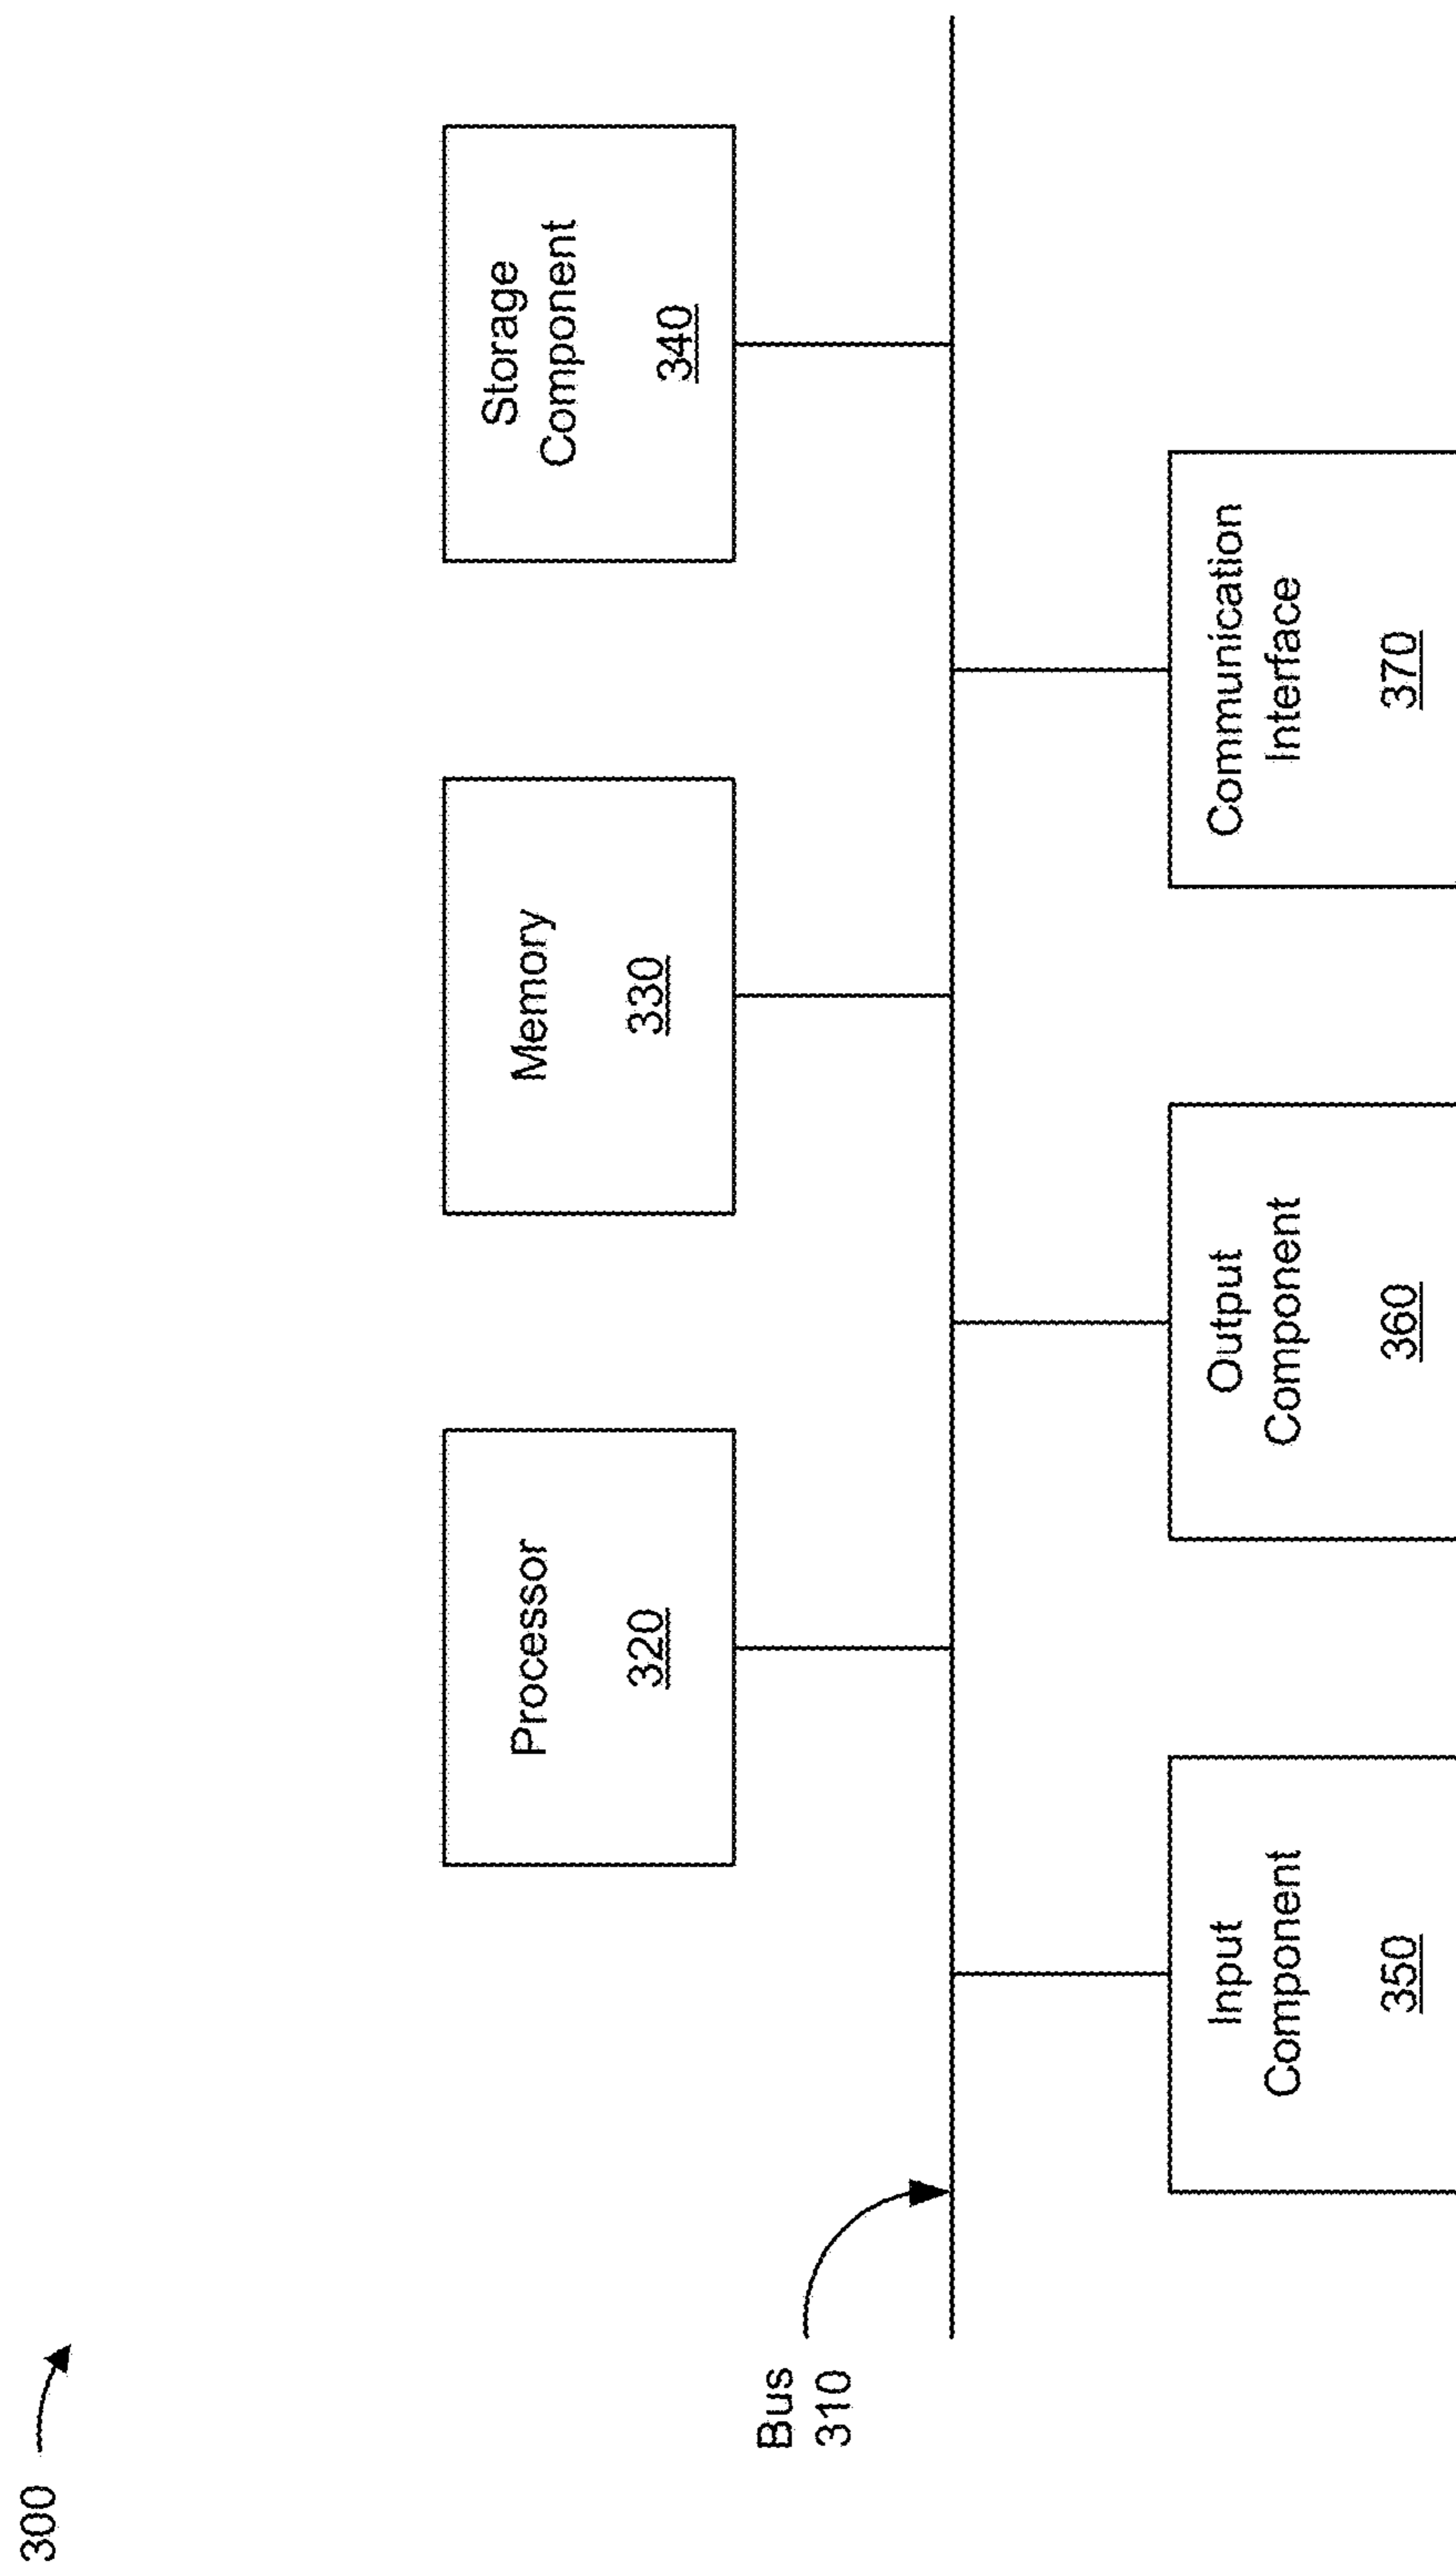 300
Bus
310
Processor
320
Memory
330
Storage
Component
340
Input
Component
350
Output
Component
360
Communication
Interface
370